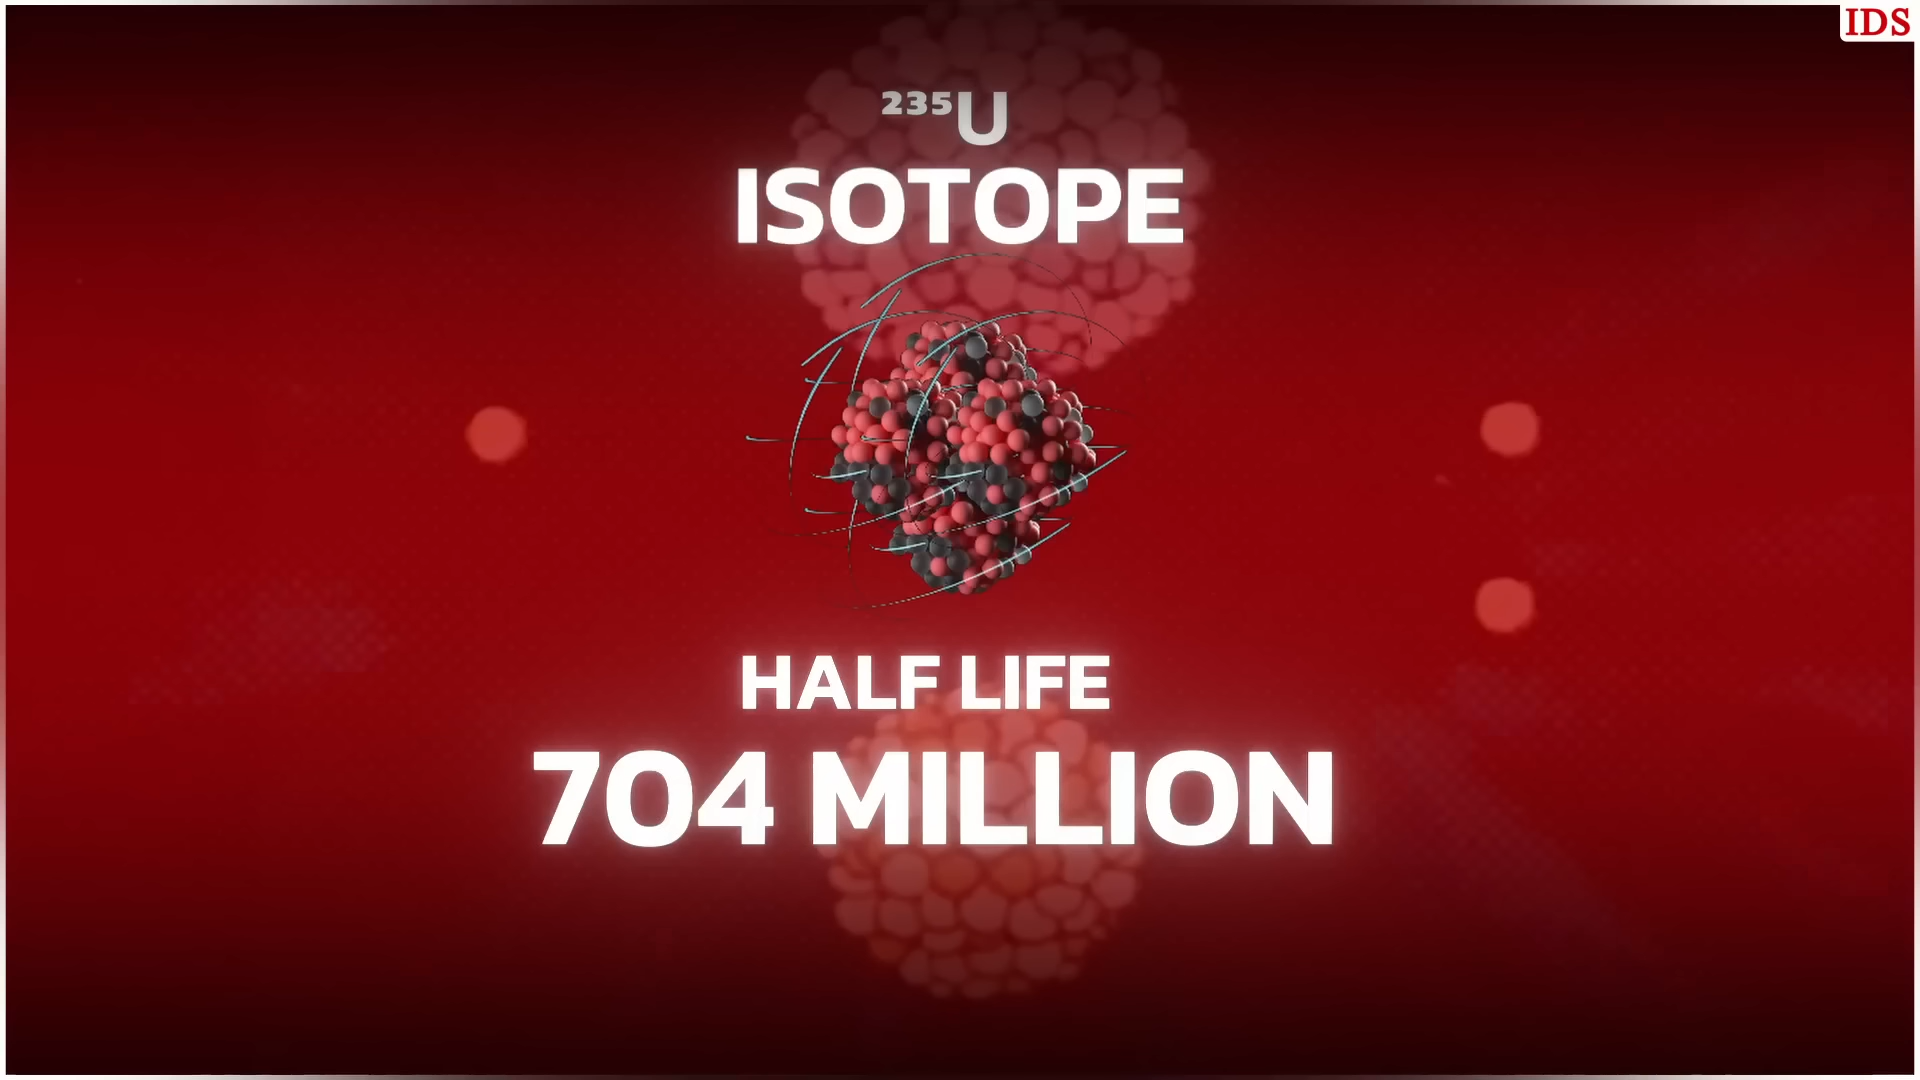 IDS
²³⁵U
ISOTOPE
HALF LIFE
704 MILLION